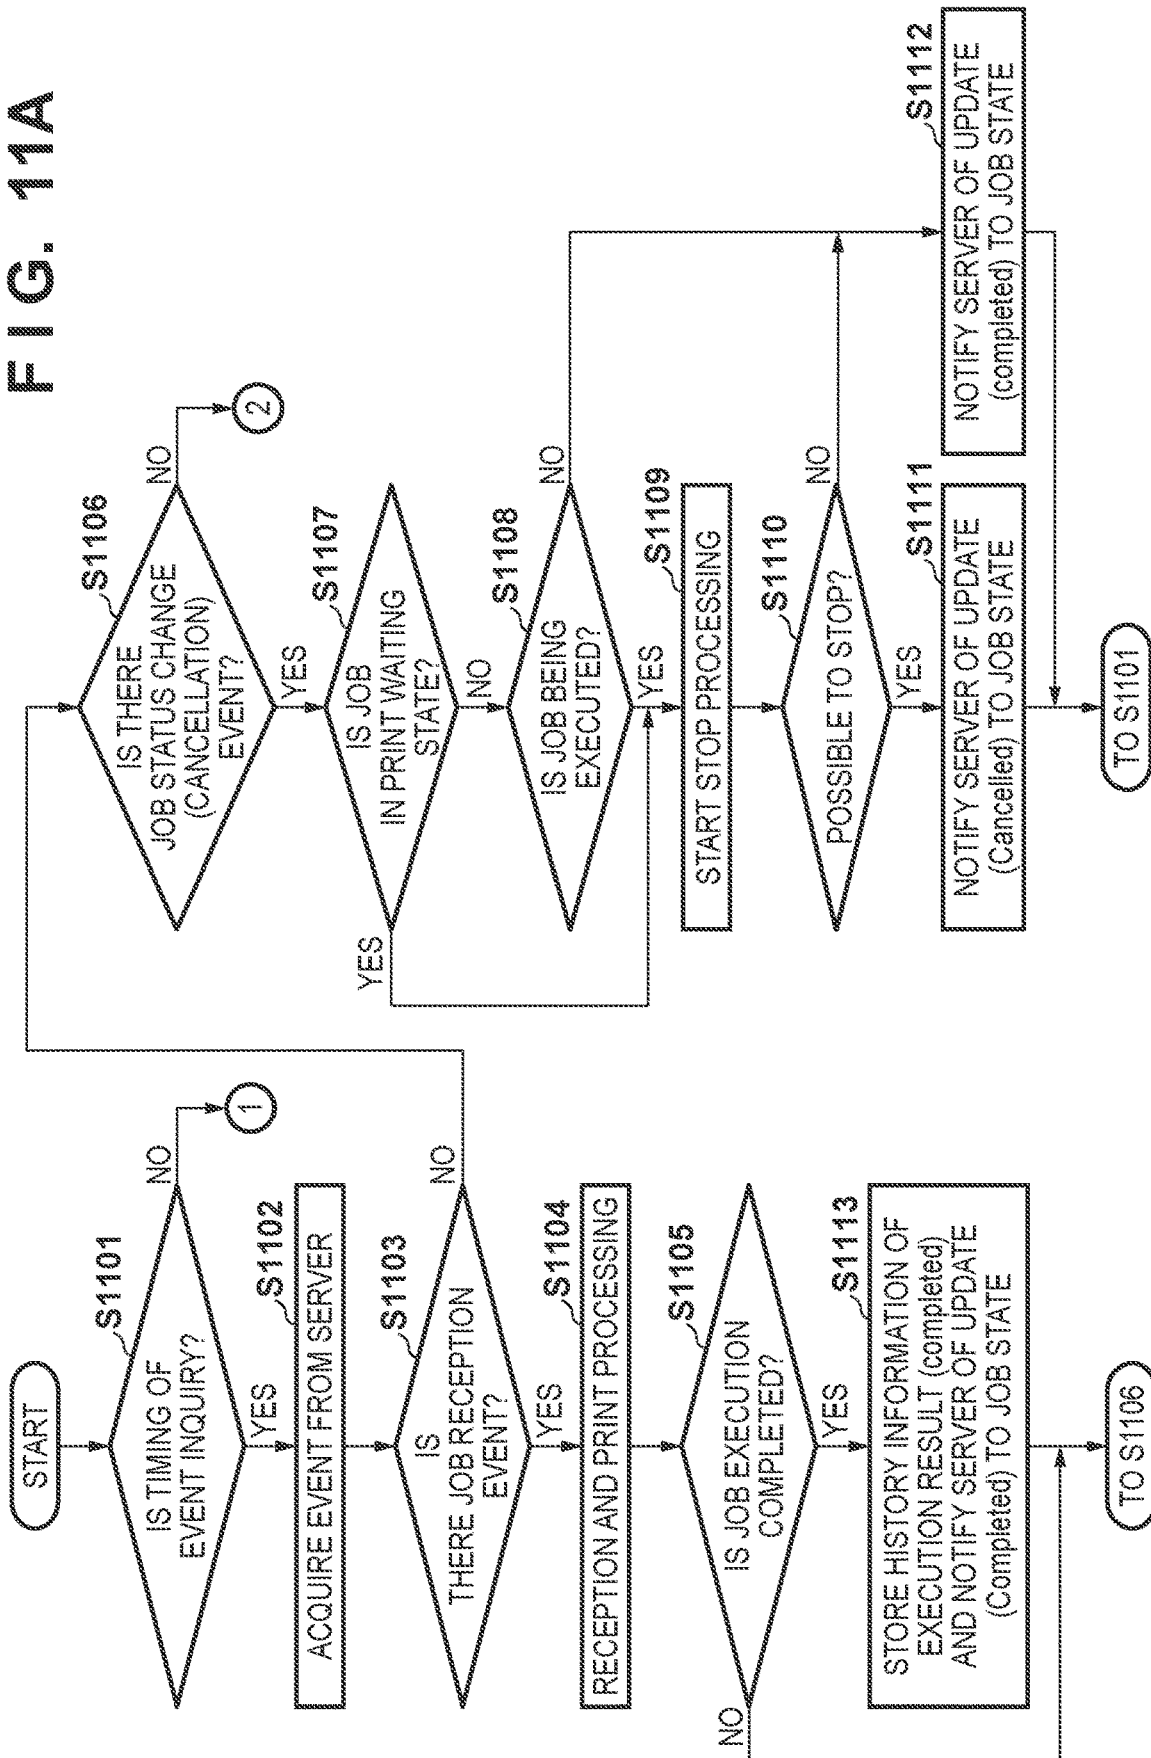 FIG. 11A
START
S1101
IS TIMING OF
EVENT INQUIRY?
NO
1
YES
S1102
ACQUIRE EVENT FROM SERVER
S1103
IS
THERE JOB RECEPTION
EVENT?
NO
YES
S1104
RECEPTION AND PRINT PROCESSING
S1105
IS JOB EXECUTION
COMPLETED?
NO
YES
S1113
STORE HISTORY INFORMATION OF
EXECUTION RESULT (completed)
AND NOTIFY SERVER OF UPDATE
(Completed) TO JOB STATE
TO S1106
S1106
IS THERE
JOB STATUS CHANGE
(CANCELLATION)
EVENT?
NO
2
YES
S1107
IS JOB
IN PRINT WAITING
STATE?
YES
NO
S1108
IS JOB BEING
EXECUTED?
NO
YES
S1109
START STOP PROCESSING
S1110
POSSIBLE TO STOP?
NO
YES
S1111
NOTIFY SERVER OF UPDATE
(Cancelled) TO JOB STATE
S1112
NOTIFY SERVER OF UPDATE
(completed) TO JOB STATE
TO S1101